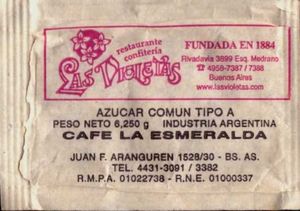 restaurante
confitería
Las Violetas
FUNDADA EN 1884
Rivadavia 3899 Esq. Medrano
☎ 4958-7387 / 7388
Buenos Aires
www.lasvioletas.com
AZUCAR COMUN TIPO A
PESO NETO 6,250 g INDUSTRIA ARGENTINA
CAFE LA ESMERALDA
JUAN F. ARANGUREN 1528/30 - BS. AS.
TEL. 4431-3091 / 3382
R.M.P.A. 01022738 - R.N.E. 01000337